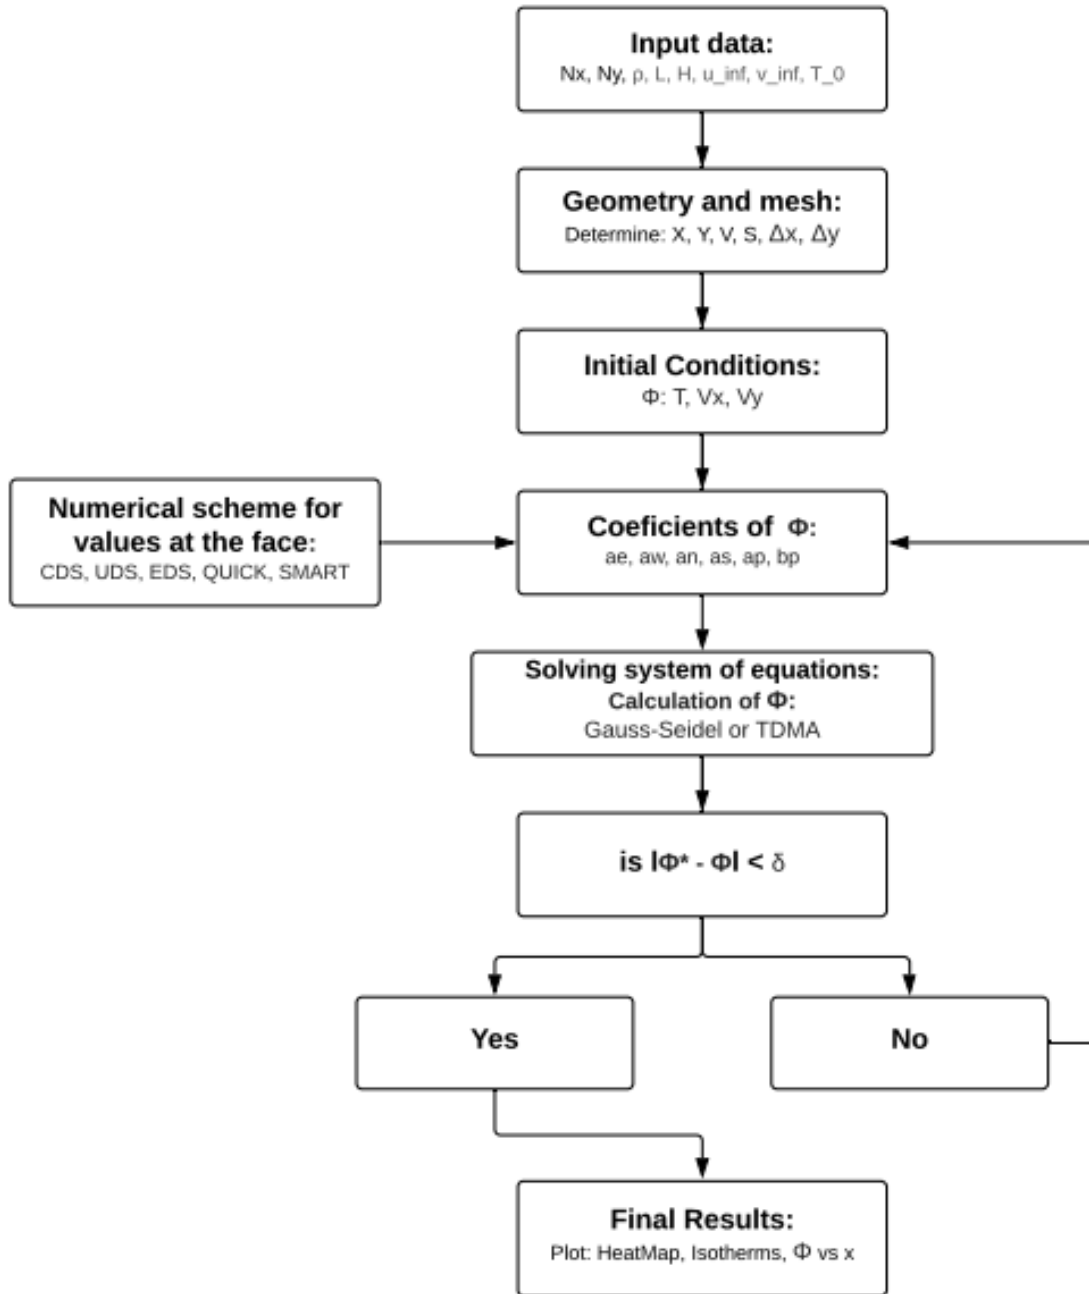 Input data:
Nx, Ny, ρ, L, H, u_inf, v_inf, T_0
Geometry and mesh:
Determine: X, Y, V, S, Δx, Δy
Initial Conditions:
Φ: T, Vx, Vy
Numerical scheme for
values at the face:
CDS, UDS, EDS, QUICK, SMART
Coeficients of Φ:
ae, aw, an, as, ap, bp
Solving system of equations:
Calculation of Φ:
Gauss-Seidel or TDMA
is |Φ* - Φ| < δ
Yes
No
Final Results:
Plot: HeatMap, Isotherms, Φ vs x